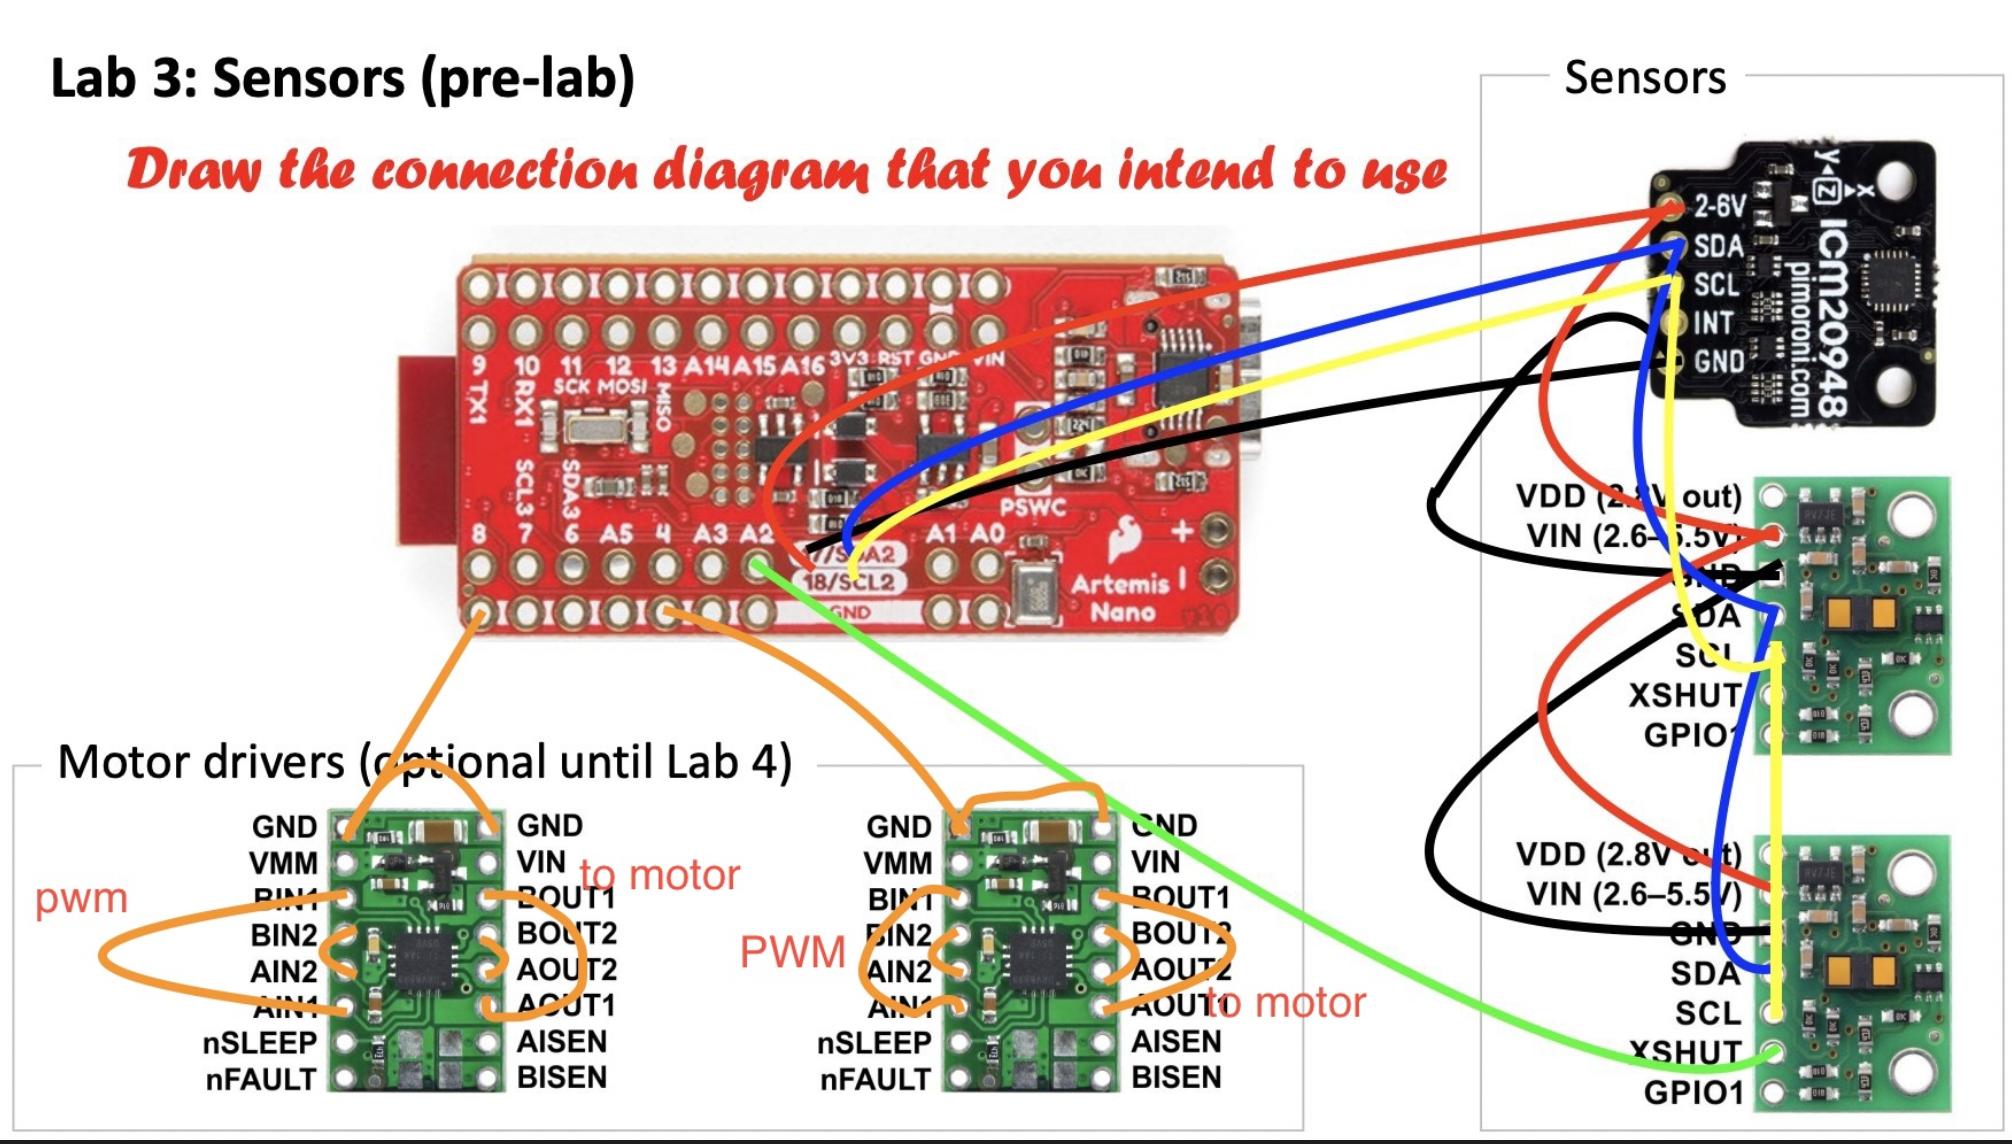 Lab 3: Sensors (pre-lab)
Draw the connection diagram that you intend to use
Sensors
2-6V
SDA
SCL
INT
GND
Y Z X
ICM20948
pimoroni.com
9 10 11 12 13 A14 A15 A16 3V3 RST GND VIN
SCK MOSI
TX1 RX1 MISO
SCL3 SDA3
PSWC
8 7 6 A5 4 A3 A2 A1 A0
18/SCL2
GND
Artemis
Nano
v10
+
VDD (2.8V out)
VIN (2.6–5.5V)
GND
SDA
SCL
XSHUT
GPIO1
VDD (2.8V out)
VIN (2.6–5.5V)
GND
SDA
SCL
XSHUT
GPIO1
Motor drivers (optional until Lab 4)
GND
VMM
BIN1
BIN2
AIN2
AIN1
nSLEEP
nFAULT
pwm
GND
VIN
BOUT1
BOUT2
AOUT2
AOUT1
AISEN
BISEN
to motor
GND
VMM
BIN1
BIN2
AIN2
AIN1
nSLEEP
nFAULT
PWM
GND
VIN
BOUT1
BOUT2
AOUT2
AOUT1
AISEN
BISEN
to motor